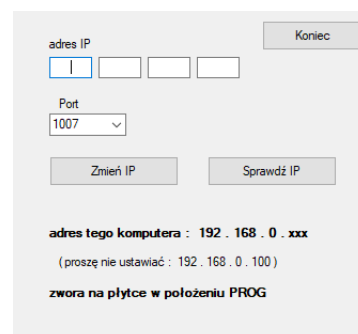 Koniec
adres IP
Port
1007
Zmień IP
Sprawdź IP
adres tego komputera : 192 . 168 . 0 . xxx
( proszę nie ustawiać : 192 . 168 . 0 . 100 )
zwora na płytce w położeniu PROG